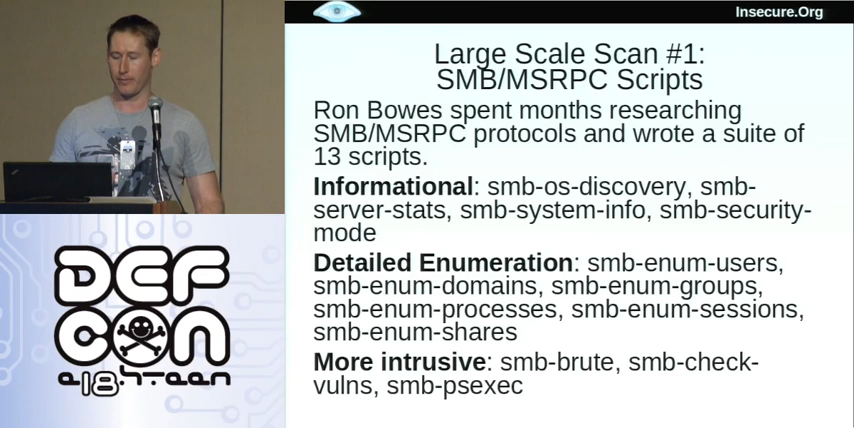 Insecure.Org
Large Scale Scan #1:
SMB/MSRPC Scripts
Ron Bowes spent months researching
SMB/MSRPC protocols and wrote a suite of
13 scripts.
Informational: smb-os-discovery, smb-
server-stats, smb-system-info, smb-security-
mode
Detailed Enumeration: smb-enum-users,
smb-enum-domains, smb-enum-groups,
smb-enum-processes, smb-enum-sessions,
smb-enum-shares
More intrusive: smb-brute, smb-check-
vulns, smb-psexec
DEF
CON
e18h-teen